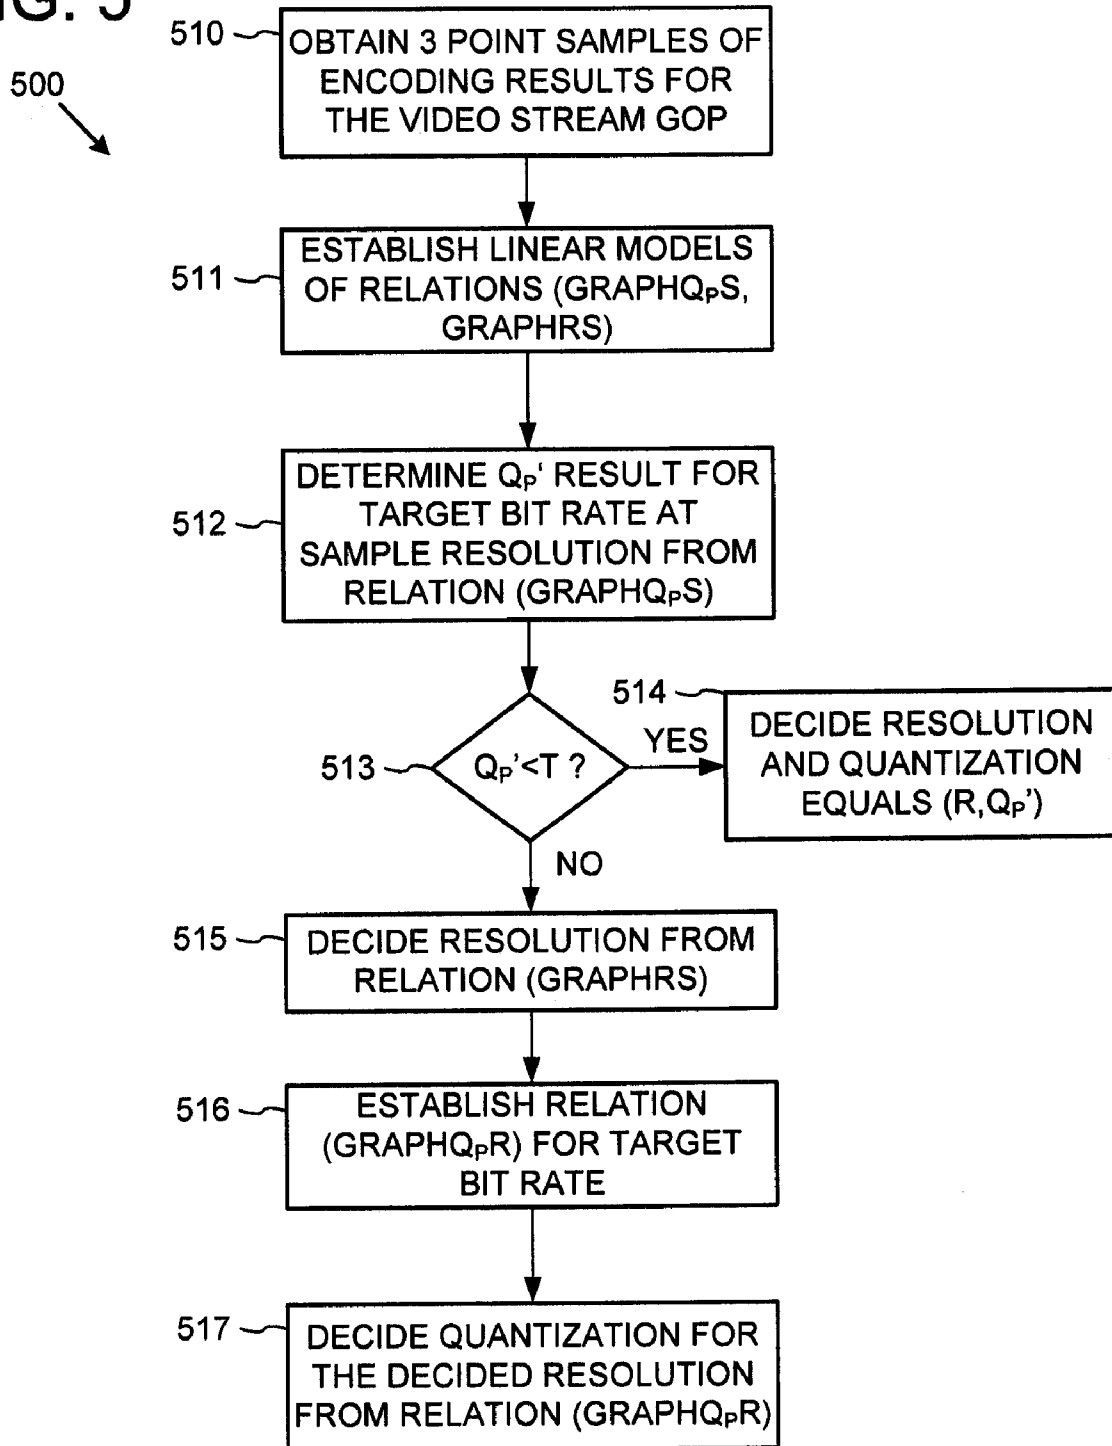 FIG. 5
500
510
OBTAIN 3 POINT SAMPLES OF
ENCODING RESULTS FOR
THE VIDEO STREAM GOP
511
ESTABLISH LINEAR MODELS
OF RELATIONS (GRAPHQPS,
GRAPHRS)
512
DETERMINE QP' RESULT FOR
TARGET BIT RATE AT
SAMPLE RESOLUTION FROM
RELATION (GRAPHQPS)
513
QP'<T ?
YES
514
DECIDE RESOLUTION
AND QUANTIZATION
EQUALS (R,QP')
NO
515
DECIDE RESOLUTION FROM
RELATION (GRAPHRS)
516
ESTABLISH RELATION
(GRAPHQPR) FOR TARGET
BIT RATE
517
DECIDE QUANTIZATION FOR
THE DECIDED RESOLUTION
FROM RELATION (GRAPHQPR)